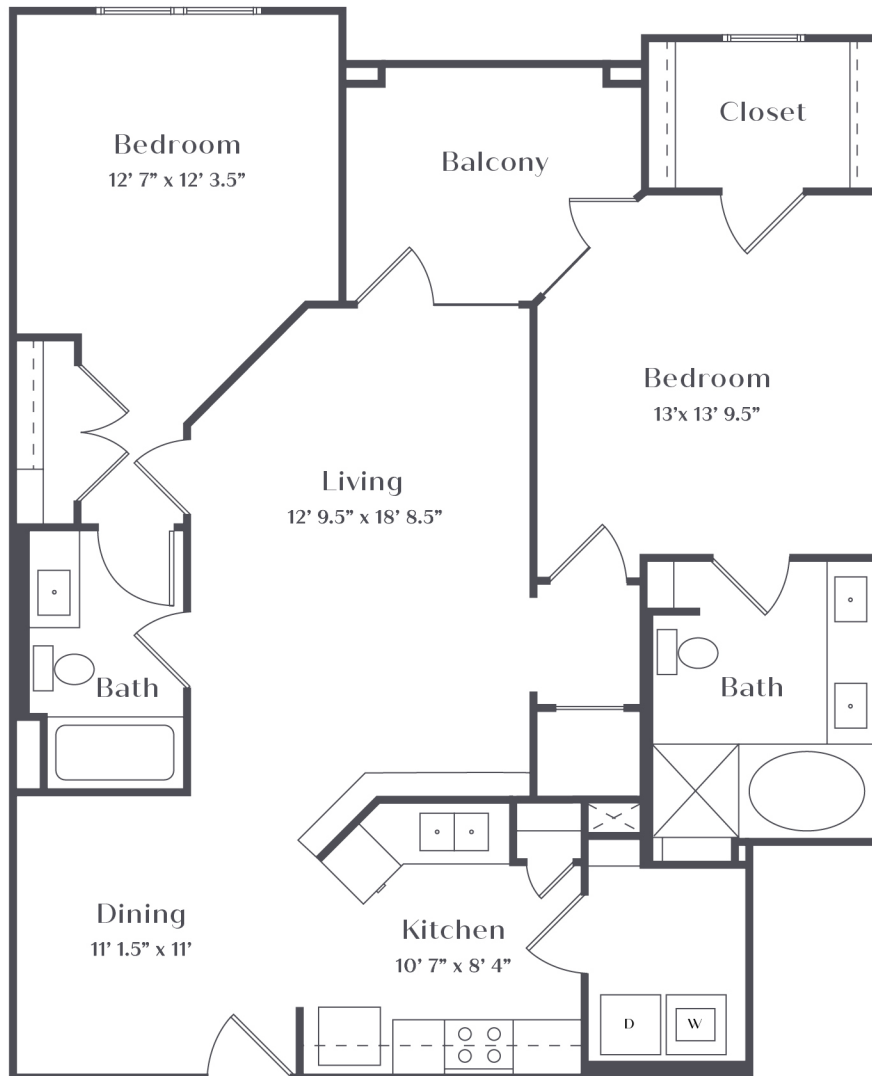 Bedroom
12’ 7” x 12’ 3.5”
Balcony
Closet
Bedroom
13’x 13’ 9.5”
Living
12’ 9.5” x 18’ 8.5”
Bath
Bath
Dining
11’ 1.5” x 11’
Kitchen
10’ 7” x 8’ 4”
D
W